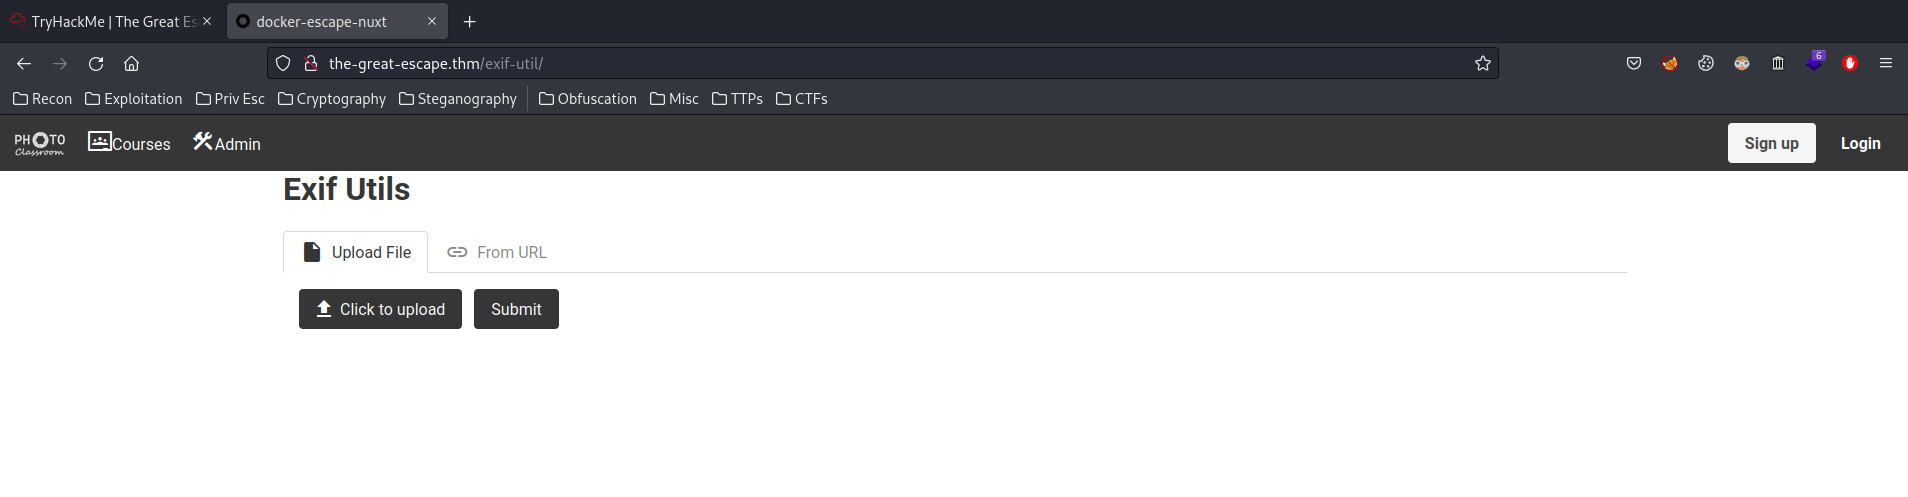 TryHackMe | The Great Es
docker-escape-nuxt
the-great-escape.thm/exif-util/
6
Recon Exploitation Priv Esc Cryptography Steganography Obfuscation Misc TTPs CTFs
PHOTO
Classroom
Courses Admin Sign up Login
Exif Utils
Upload File From URL
Click to upload Submit